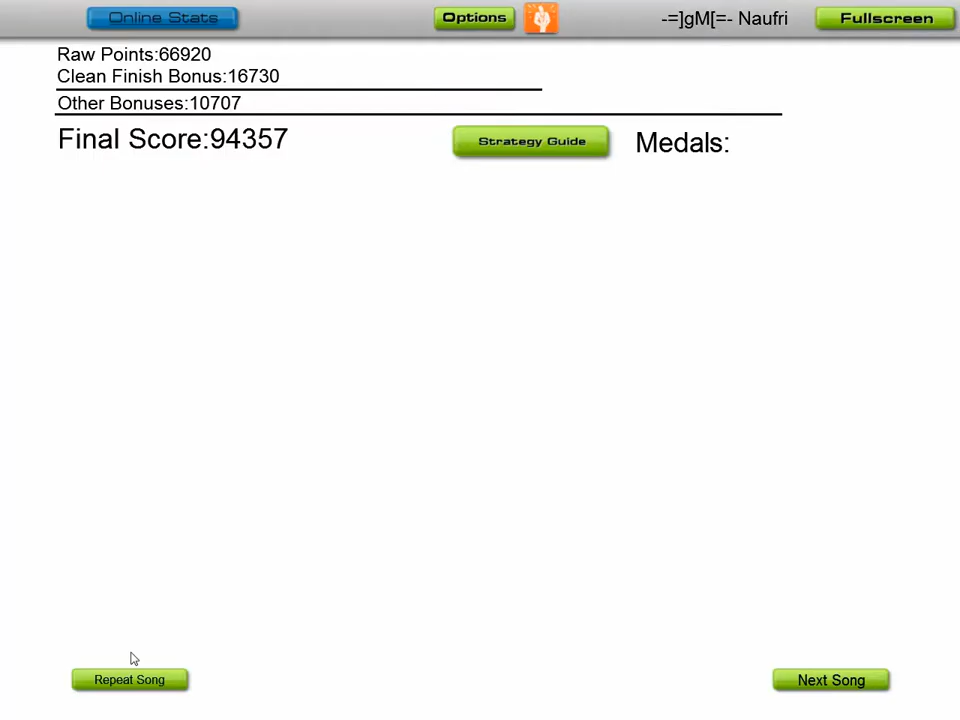 Online Stats
Options
-=]gM[=- Naufri
Fullscreen
Raw Points:66920
Clean Finish Bonus:16730
Other Bonuses:10707
Final Score:94357
Strategy Guide
Medals:
Repeat Song
Next Song